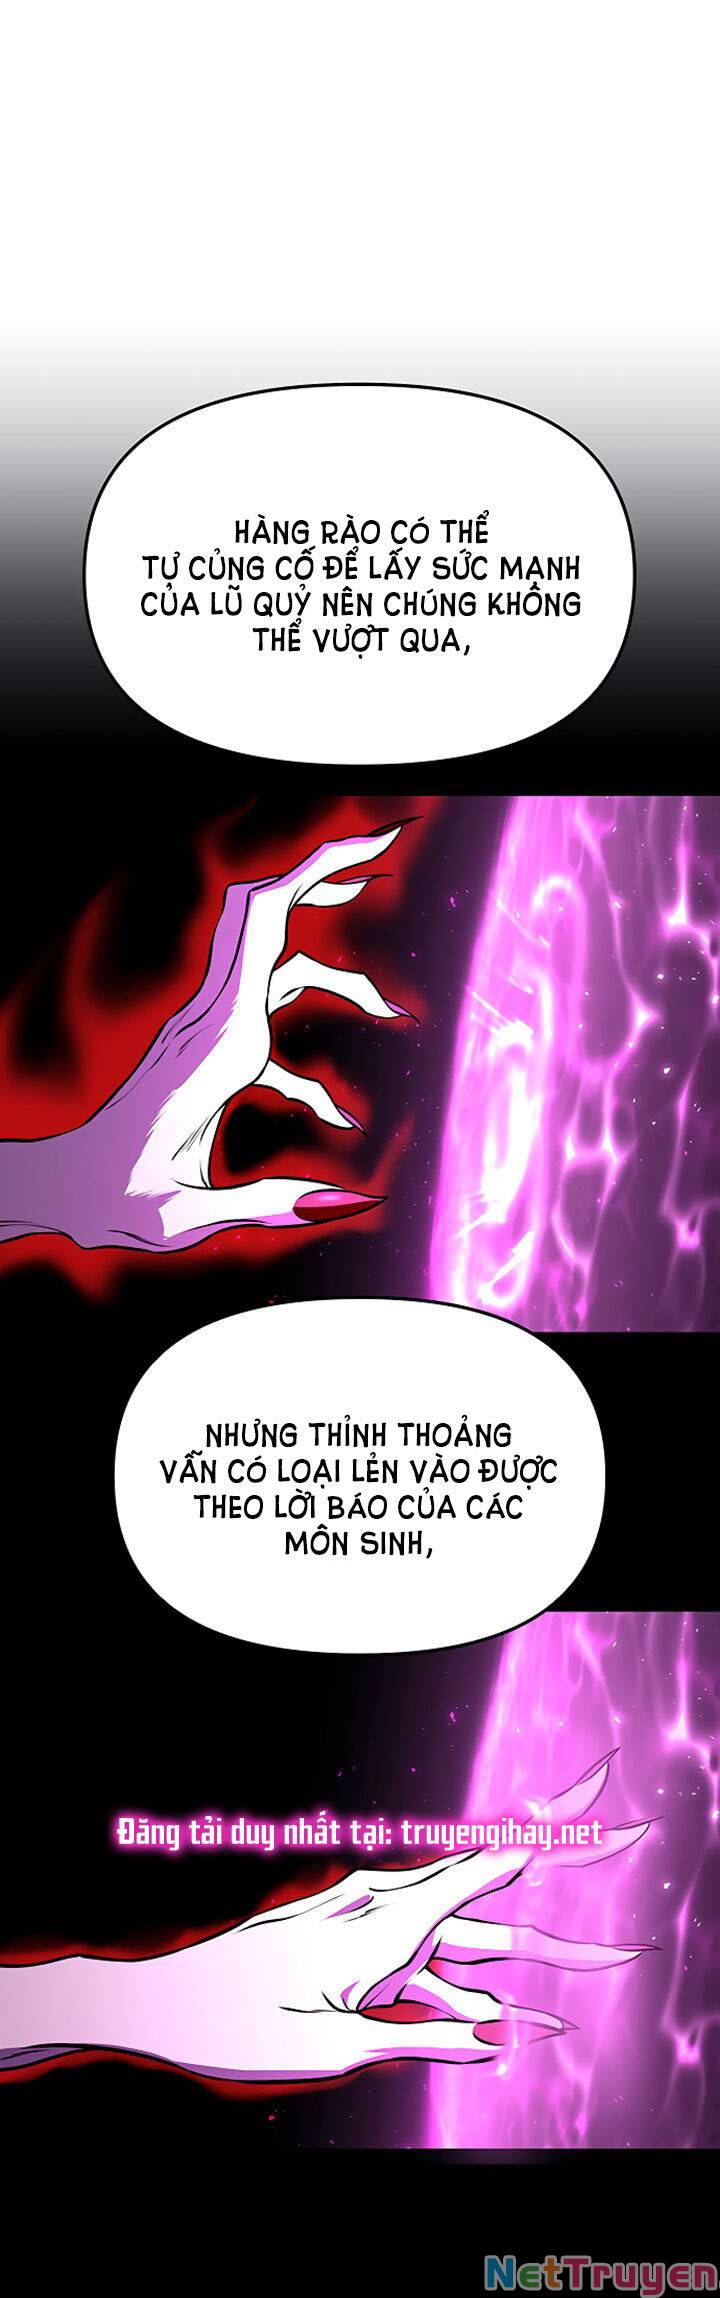 HÀNG RÀO CÓ THỂ
TỰ CỦNG CỐ ĐỂ LẤY SỨC MẠNH
CỦA LŨ QUỶ NÊN CHÚNG KHÔNG
THỂ VƯỢT QUA,
NHƯNG THỈNH THOẢNG
VẪN CÓ LOẠI LẺN VÀO ĐƯỢC
THEO LỜI BÁO CỦA CÁC
MÔN SINH,
Đăng tải duy nhất tại: truyengihay.net
NetTruyen